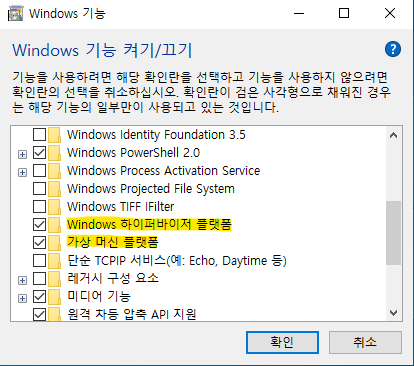 Windows 기능
Windows 기능 켜기/끄기
기능을 사용하려면 해당 확인란을 선택하고 기능을 사용하지 않으려면
확인란의 선택을 취소하십시오. 확인란이 검은 사각형으로 채워진 경우
는 해당 기능의 일부만이 사용되고 있는 것입니다.
Windows Identity Foundation 3.5
Windows PowerShell 2.0
Windows Process Activation Service
Windows Projected File System
Windows TIFF IFilter
Windows 하이퍼바이저 플랫폼
가상 머신 플랫폼
단순 TCPIP 서비스(예: Echo, Daytime 등)
레거시 구성 요소
미디어 기능
원격 차등 압축 API 지원
확인
취소